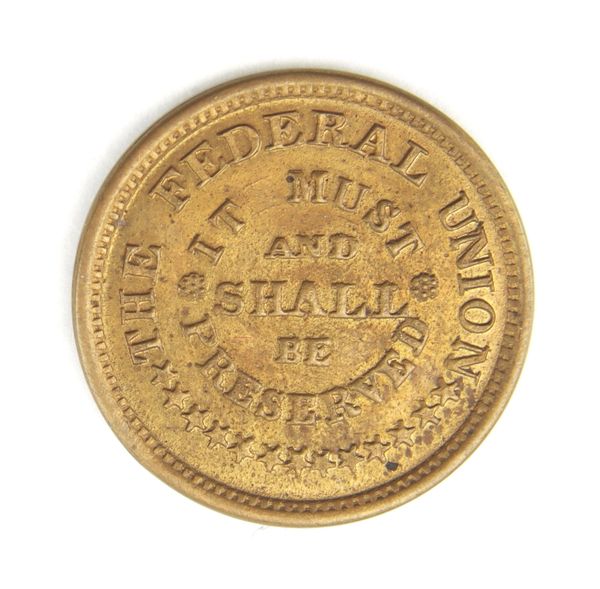 THE FEDERAL UNION
IT MUST
AND
SHALL
BE
PRESERVED